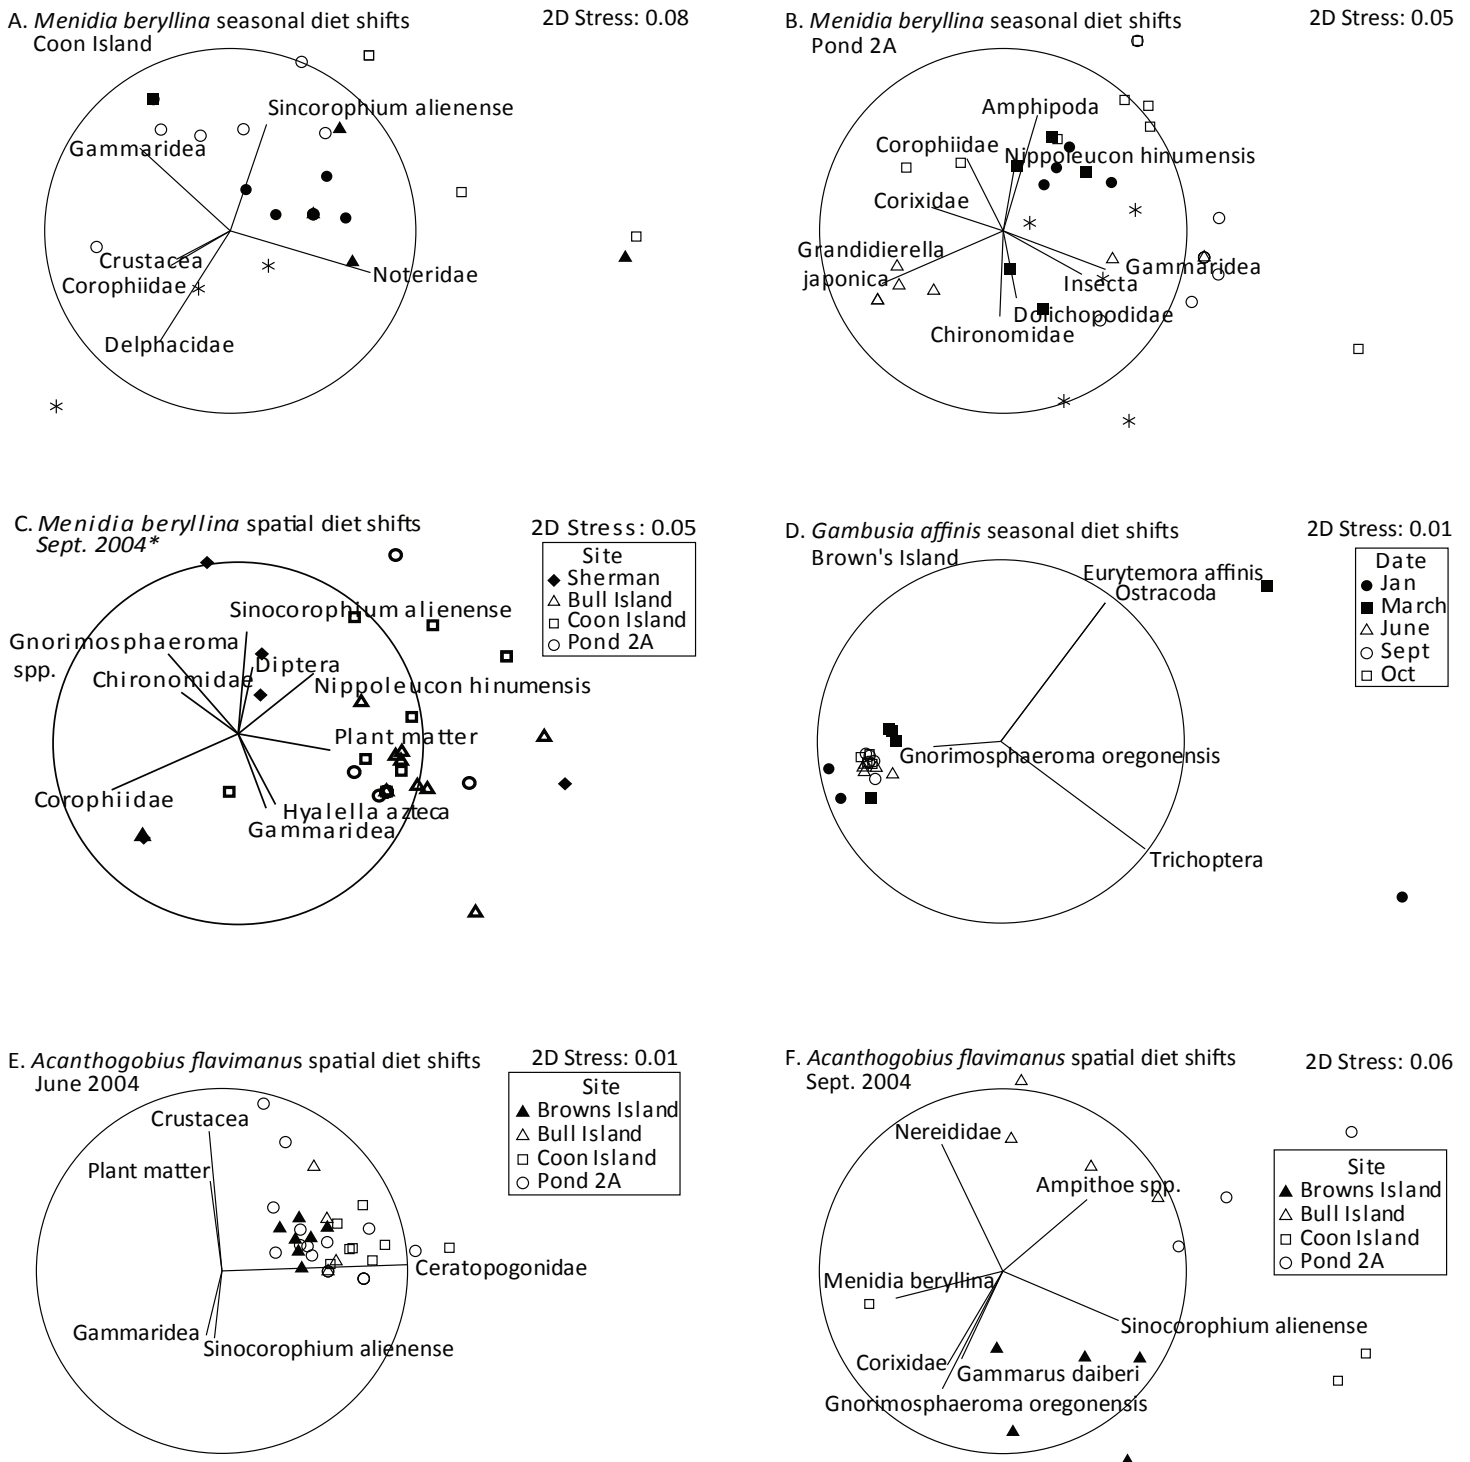 A. Menidia beryllina seasonal diet shifts
Coon Island
2D Stress: 0.08
Sincorophium alienense
Gammaridea
Crustacea
Corophiidae
Noteridae
Delphacidae
B. Menidia beryllina seasonal diet shifts
Pond 2A
2D Stress: 0.05
Amphipoda
Corophiidae
Nippoleucon hinumensis
Corixidae
Grandidierella
japonica
Gammaridea
Insecta
Dolichopodidae
Chironomidae
C. Menidia beryllina spatial diet shifts
Sept. 2004*
2D Stress: 0.05
Site
Sherman
Bull Island
Coon Island
Pond 2A
Sinocorophium alienense
Gnorimosphaeroma
spp.
Diptera
Chironomidae
Nippoleucon hinumensis
Plant matter
Corophiidae
Hyalella azteca
Gammaridea
D. Gambusia affinis seasonal diet shifts
Brown's Island
2D Stress: 0.01
Date
Jan
March
June
Sept
Oct
Eurytemora affinis
Ostracoda
Gnorimosphaeroma oregonensis
Trichoptera
E. Acanthogobius flavimanus spatial diet shifts
June 2004
2D Stress: 0.01
Site
Browns Island
Bull Island
Coon Island
Pond 2A
Crustacea
Plant matter
Ceratopogonidae
Gammaridea
Sinocorophium alienense
F. Acanthogobius flavimanus spatial diet shifts
Sept. 2004
2D Stress: 0.06
Site
Browns Island
Bull Island
Coon Island
Pond 2A
Nereididae
Ampithoe spp.
Menidia beryllina
Sinocorophium alienense
Corixidae
Gammarus daiberi
Gnorimosphaeroma oregonensis